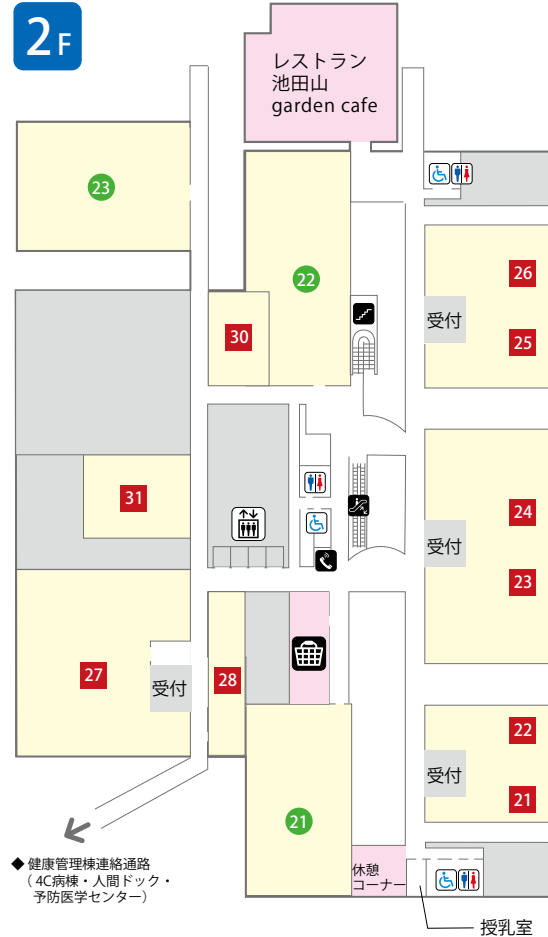 2F
レストラン
池田山
garden cafe
23
22
26
受付
25
30
24
31
受付
23
27
受付
28
22
受付
21
21
◆ 健康管理棟連絡通路
（ 4C病棟・人間ドック・
予防医学センター）
休憩
コーナー
授乳室